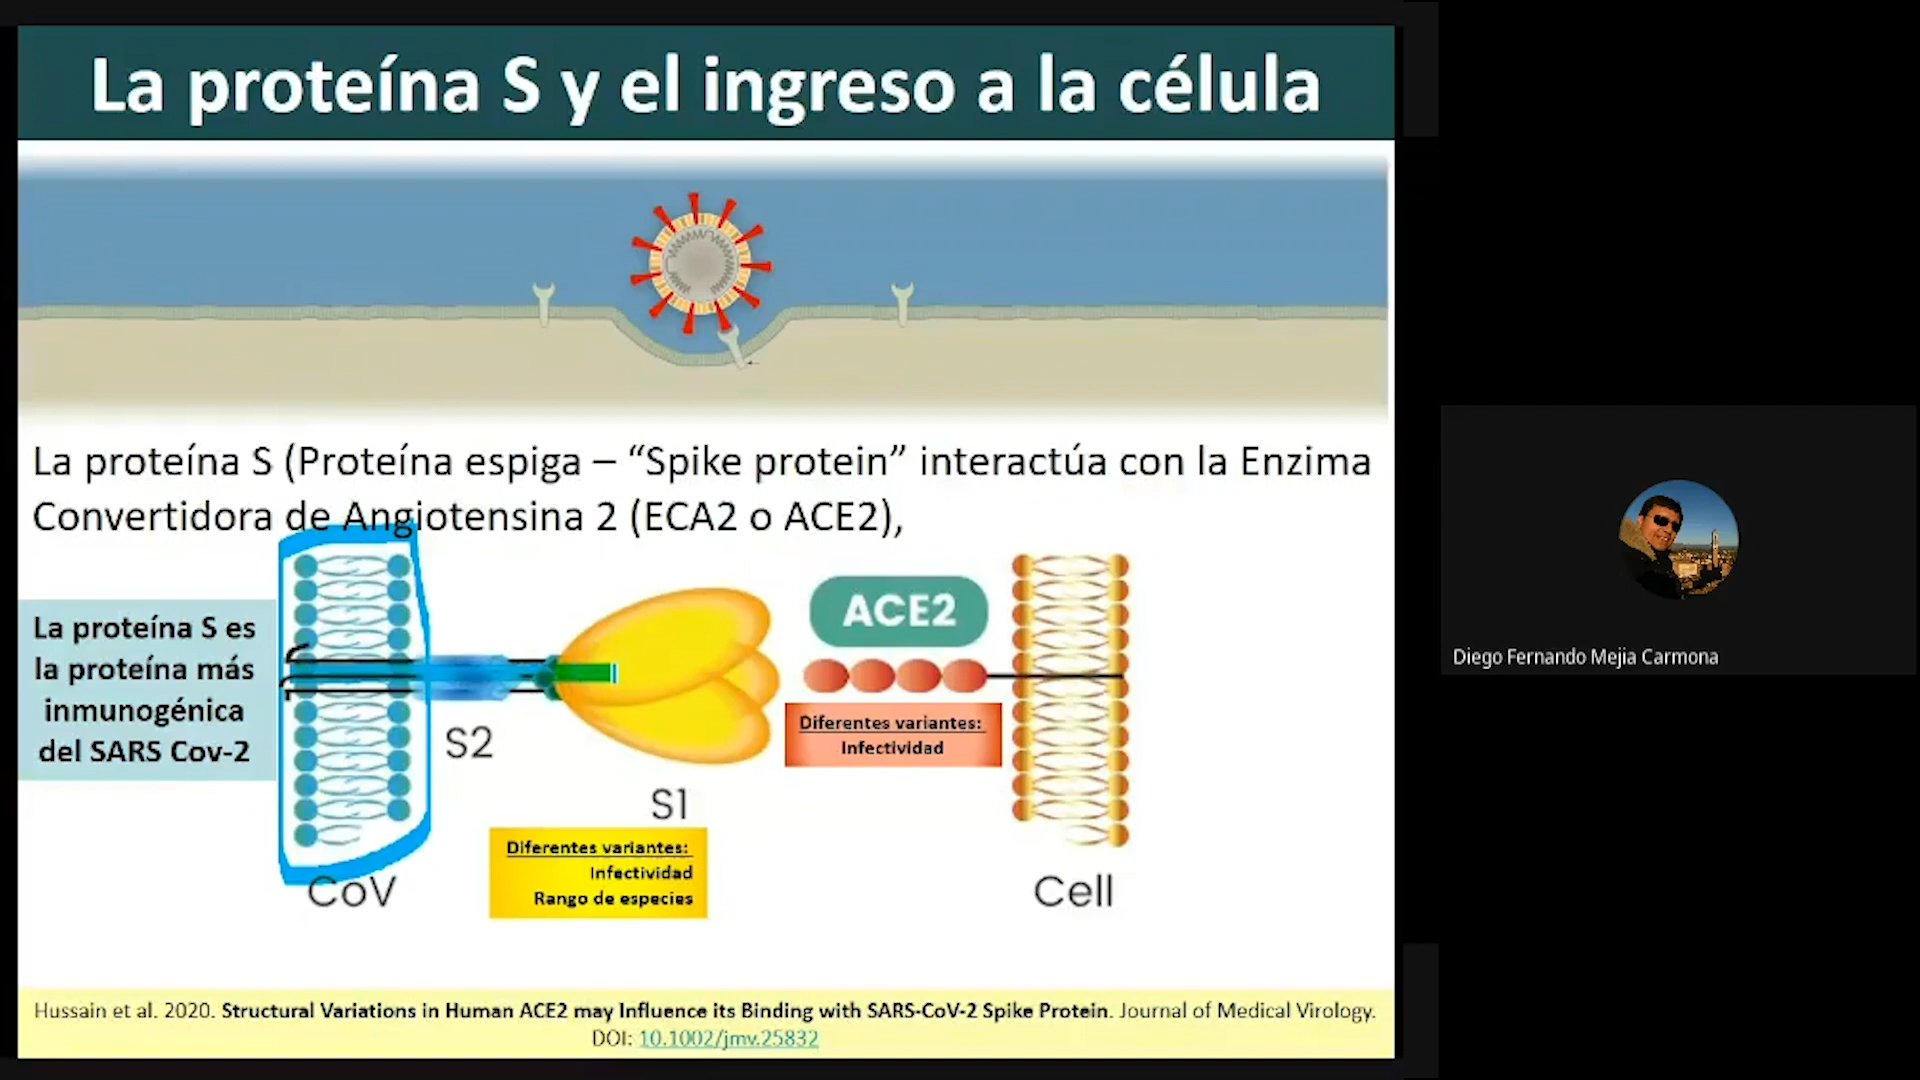 La proteína S y el ingreso a la célula
La proteína S (Proteína espiga – “Spike protein” interactúa con la Enzima
Convertidora de Angiotensina 2 (ECA2 o ACE2),
La proteína S es
la proteína más
inmunogénica
del SARS Cov-2
S2
S1
ACE2
Diferentes variantes:
Infectividad
Diferentes variantes:
Infectividad
Rango de especies
CoV
Cell
Hussain et al. 2020. Structural Variations in Human ACE2 may Influence its Binding with SARS-CoV-2 Spike Protein. Journal of Medical Virology.
DOI: 10.1002/jmv.25832
Diego Fernando Mejia Carmona